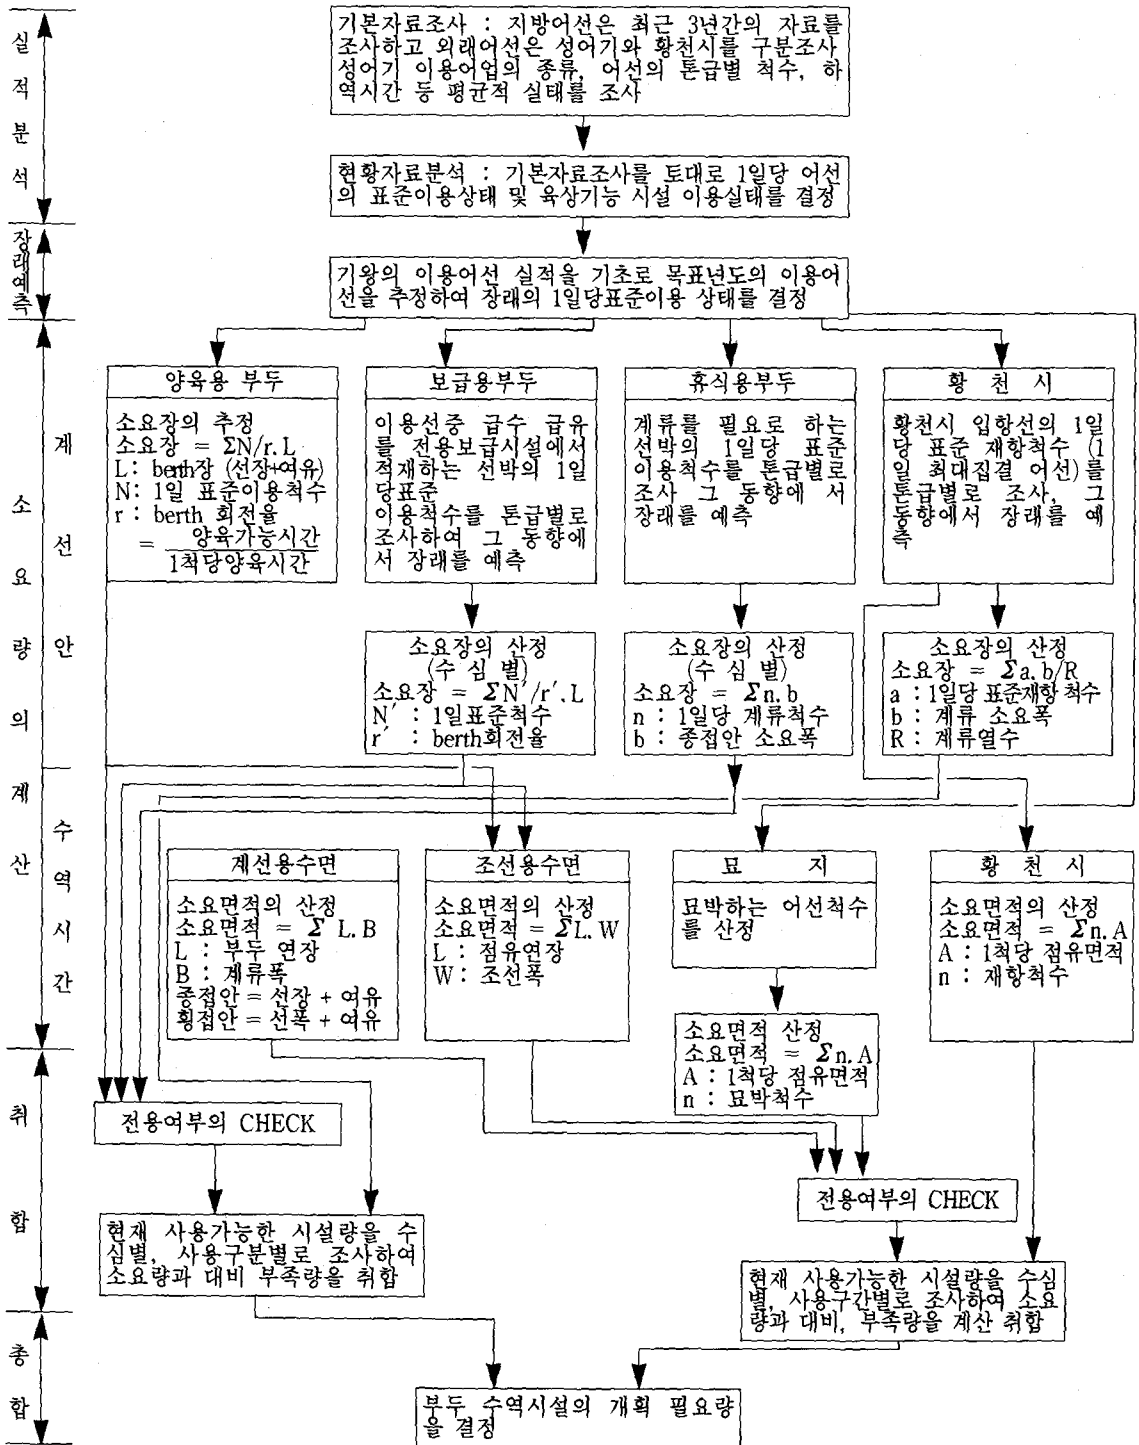 실적분석
장래예측
소요량의 계산
계선안
수역시간
취합
총합
기본자료조사 : 지방어선은 최근 3년간의 자료를
조사하고 외래어선은 성어기와 황천시를 구분조사
성어기 이용어업의 종류, 어선의 톤급별 척수, 하
역시간 등 평균적 실태를 조사
현황자료분석 : 기본자료조사를 토대로 1일당 어선
의 표준이용상태 및 육상기능 시설 이용실태를 결정
기왕의 이용어선 실적을 기초로 목표년도의 이용어
선을 추정하여 장래의 1일당표준이용 상태를 결정
양육용 부두
소요장의 추정
소요장 = ΣN/r.L
L: berth장 (선장+여유)
N: 1일 표준이용척수
r : berth 회전율
= 양육가능시간
1척당양육시간
보급용부두
이용선중 급수 급유
를 전용보급시설에서
적재하는 선박의 1일
당표준
이용척수를 톤급별로
조사하여 그 동향에
서 장래를 예측
휴식용부두
계류를 필요로 하는
선박의 1일당 표준
이용척수를 톤급별로
조사 그 동향에 서
장래를 예측
황 천 시
황천시 입항선의 1일
당 표준 재항척수 (1
일 최대집결 어선)를
톤급별로 조사, 그
동향에서 장래를 예
측
소요장의 산정
(수 심 별)
소요장 = ΣN′/r′.L
N′ : 1일표준척수
r′ : berth회전율
소요장의 산정
(수 심 별)
소요장 = Σn.b
n : 1일당 계류척수
b : 종접안 소요폭
소요장의 산정
소요장 = Σa.b/R
a : 1일당 표준재항 척수
b : 계류 소요폭
R : 계류열수
계선용수면
소요면적의 산정
소요면적 = Σ L.B
L : 부두 연장
B : 계류폭
종접안 = 선장 + 여유
횡접안 = 선폭 + 여유
조선용수면
소요면적의 산정
소요면적 = ΣL.W
L : 점유연장
W : 조선폭
묘 지
묘박하는 어선척수
를 산정
황 천 시
소요면적의 산정
소요면적 = Σn.A
A : 1척당 점유면적
n : 재항척수
소요면적 산정
소요면적 = Σn.A
A : 1척당 점유면적
n : 묘박척수
전용여부의 CHECK
전용여부의 CHECK
현재 사용가능한 시설량을 수
심별, 사용구분별로 조사하여
소요량과 대비 부족량을 취합
현재 사용가능한 시설량을 수심
별, 사용구간별로 조사하여 소요
량과 대비, 부족량을 계산 취합
부두 수역시설의 개획 필요량
을 결정